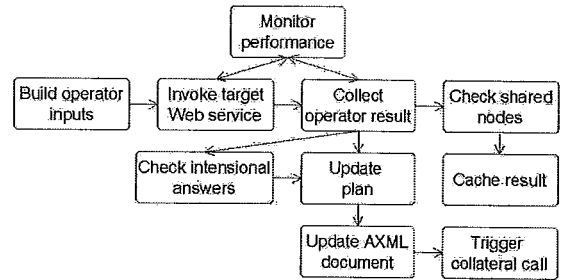 Monitor
performance
Build operator
inputs
Invoke target
Web service
Collect
operator result
Check shared
nodes
Check intensional
answers
Update
plan
Cache result
Update AXML
document
Trigger
collateral call